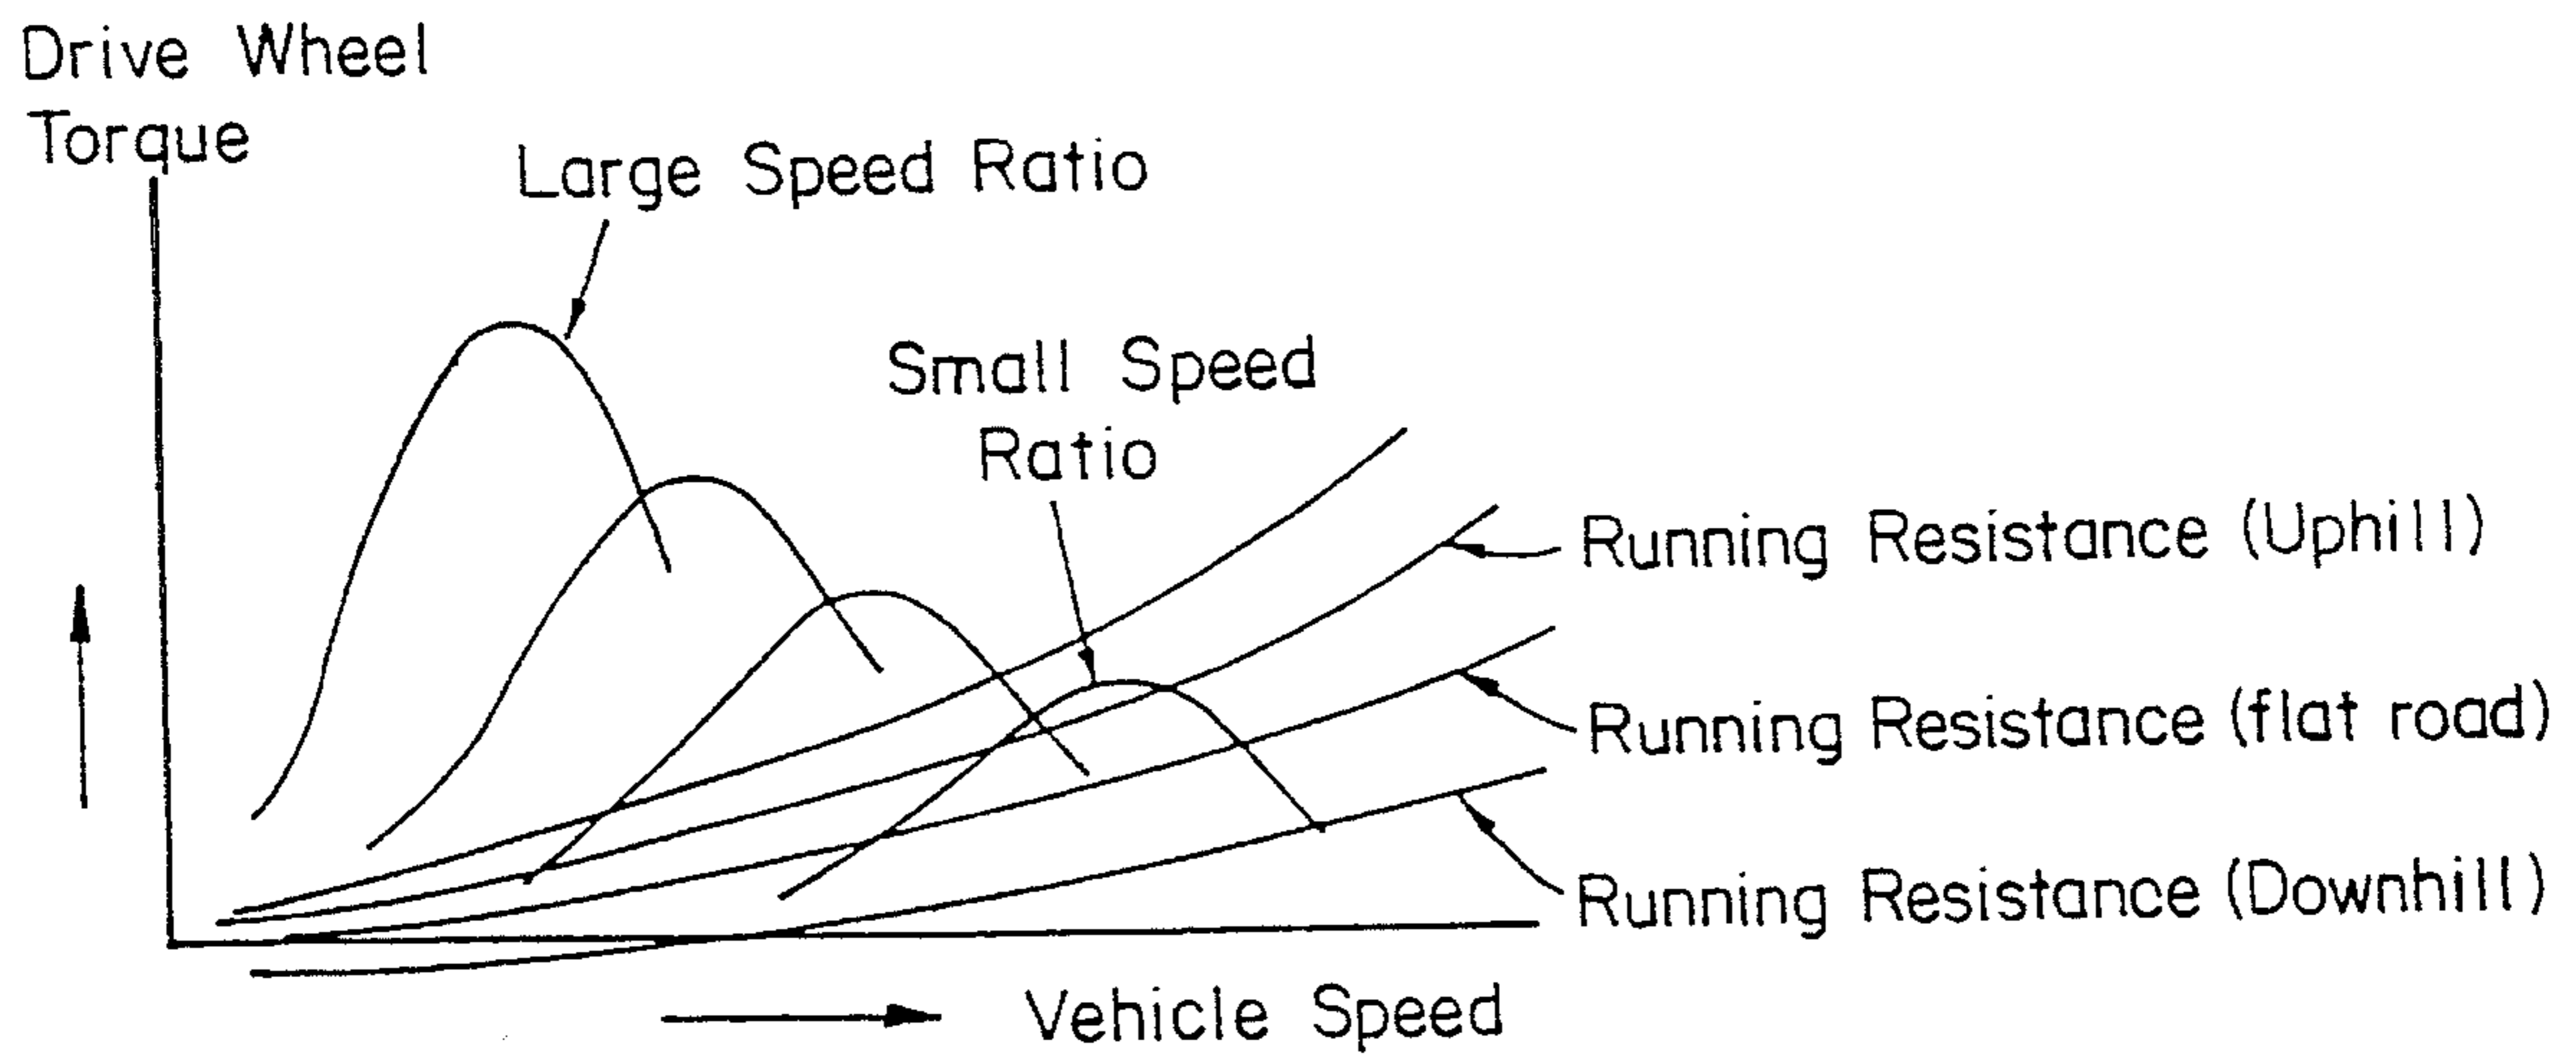 Drive Wheel
Torque
Large Speed Ratio
Small Speed
Ratio
Running Resistance (Uphill)
Running Resistance (flat road)
Running Resistance (Downhill)
Vehicle Speed